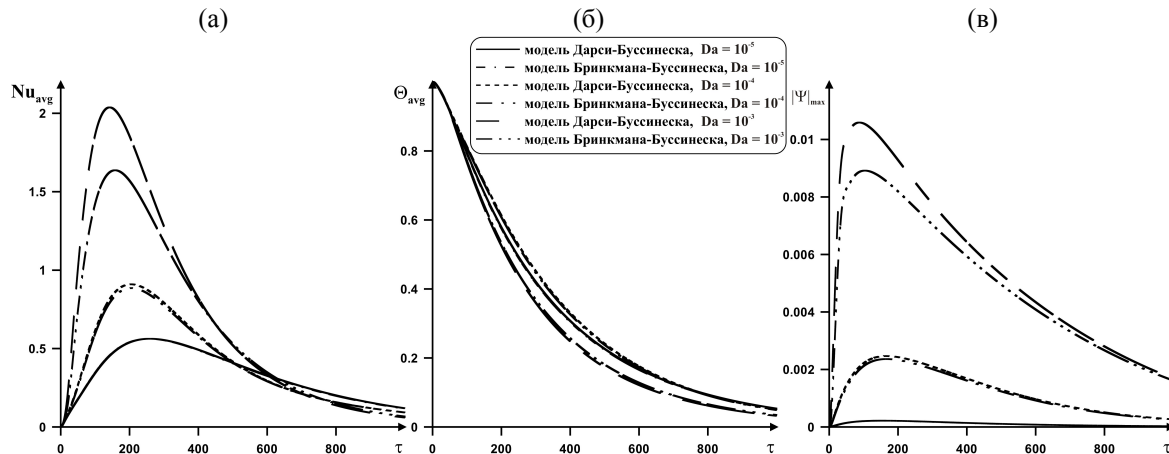 (а)
(б)
(в)
модель Дарси-Буссинеска, Da = 10⁻⁵
модель Бринкмана-Буссинеска, Da = 10⁻⁵
модель Дарси-Буссинеска, Da = 10⁻⁴
модель Бринкмана-Буссинеска, Da = 10⁻⁴
модель Дарси-Буссинеска, Da = 10⁻³
модель Бринкмана-Буссинеска, Da = 10⁻³
Nu_avg
2
1.5
1
0.5
0
0 200 400 600 800 τ
Θ_avg
0.8
0.6
0.4
0.2
0
0 200 400 600 800 τ
|Ψ|_max
0.01
0.008
0.006
0.004
0.002
0
0 200 400 600 800 τ